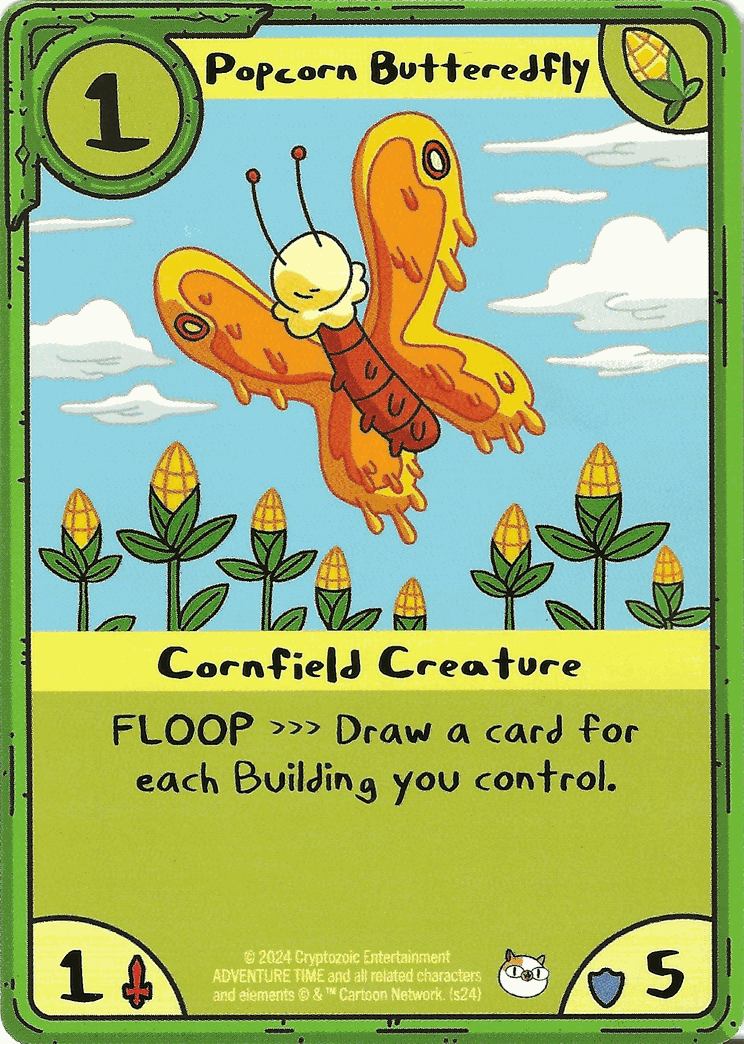 1
Popcorn Butteredfly
Cornfield Creature
FLOOP >>> Draw a card for
each Building you control.
1
© 2024 Cryptozoic Entertainment
ADVENTURE TIME and all related characters
and elements © & ™ Cartoon Network. (s24)
5